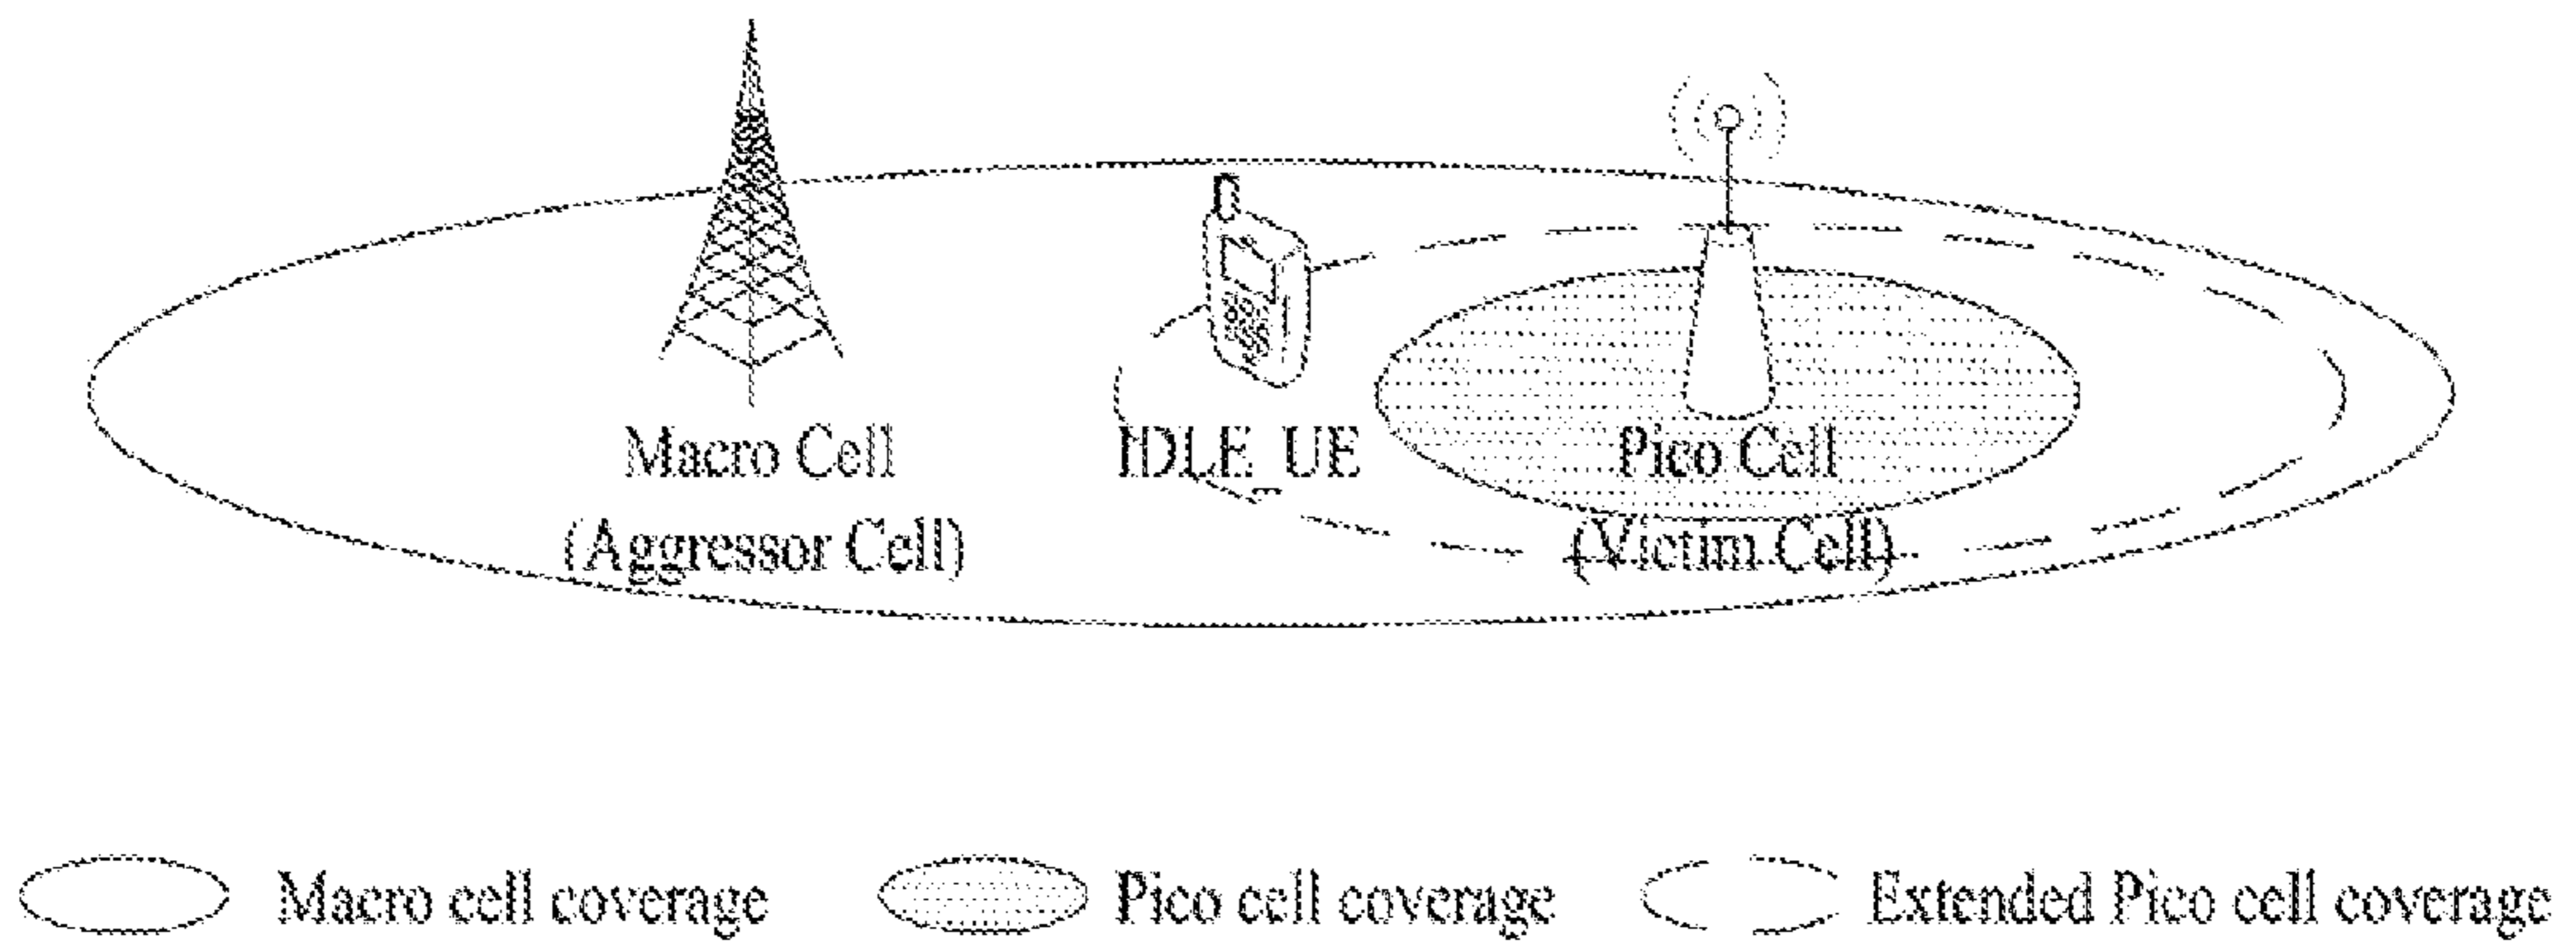 Macro Cell
(Aggressor Cell)
IDLE_UE
Pico Cell
(Victim Cell)
Macro cell coverage
Pico cell coverage
Extended Pico cell coverage